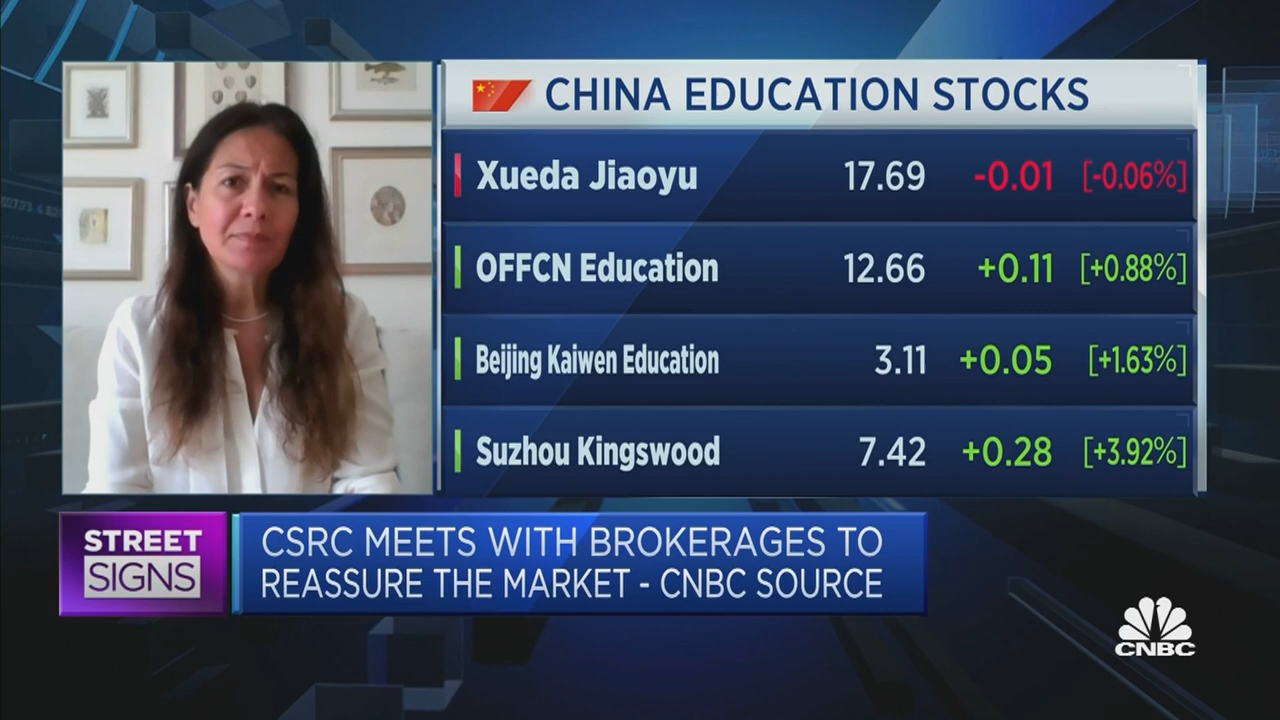 CHINA EDUCATION STOCKS
Xueda Jiaoyu 17.69 -0.01 [-0.06%]
OFFCN Education 12.66 +0.11 [+0.88%]
Beijing Kaiwen Education 3.11 +0.05 [+1.63%]
Suzhou Kingswood 7.42 +0.28 [+3.92%]
STREET
SIGNS
CSRC MEETS WITH BROKERAGES TO
REASSURE THE MARKET - CNBC SOURCE
CNBC